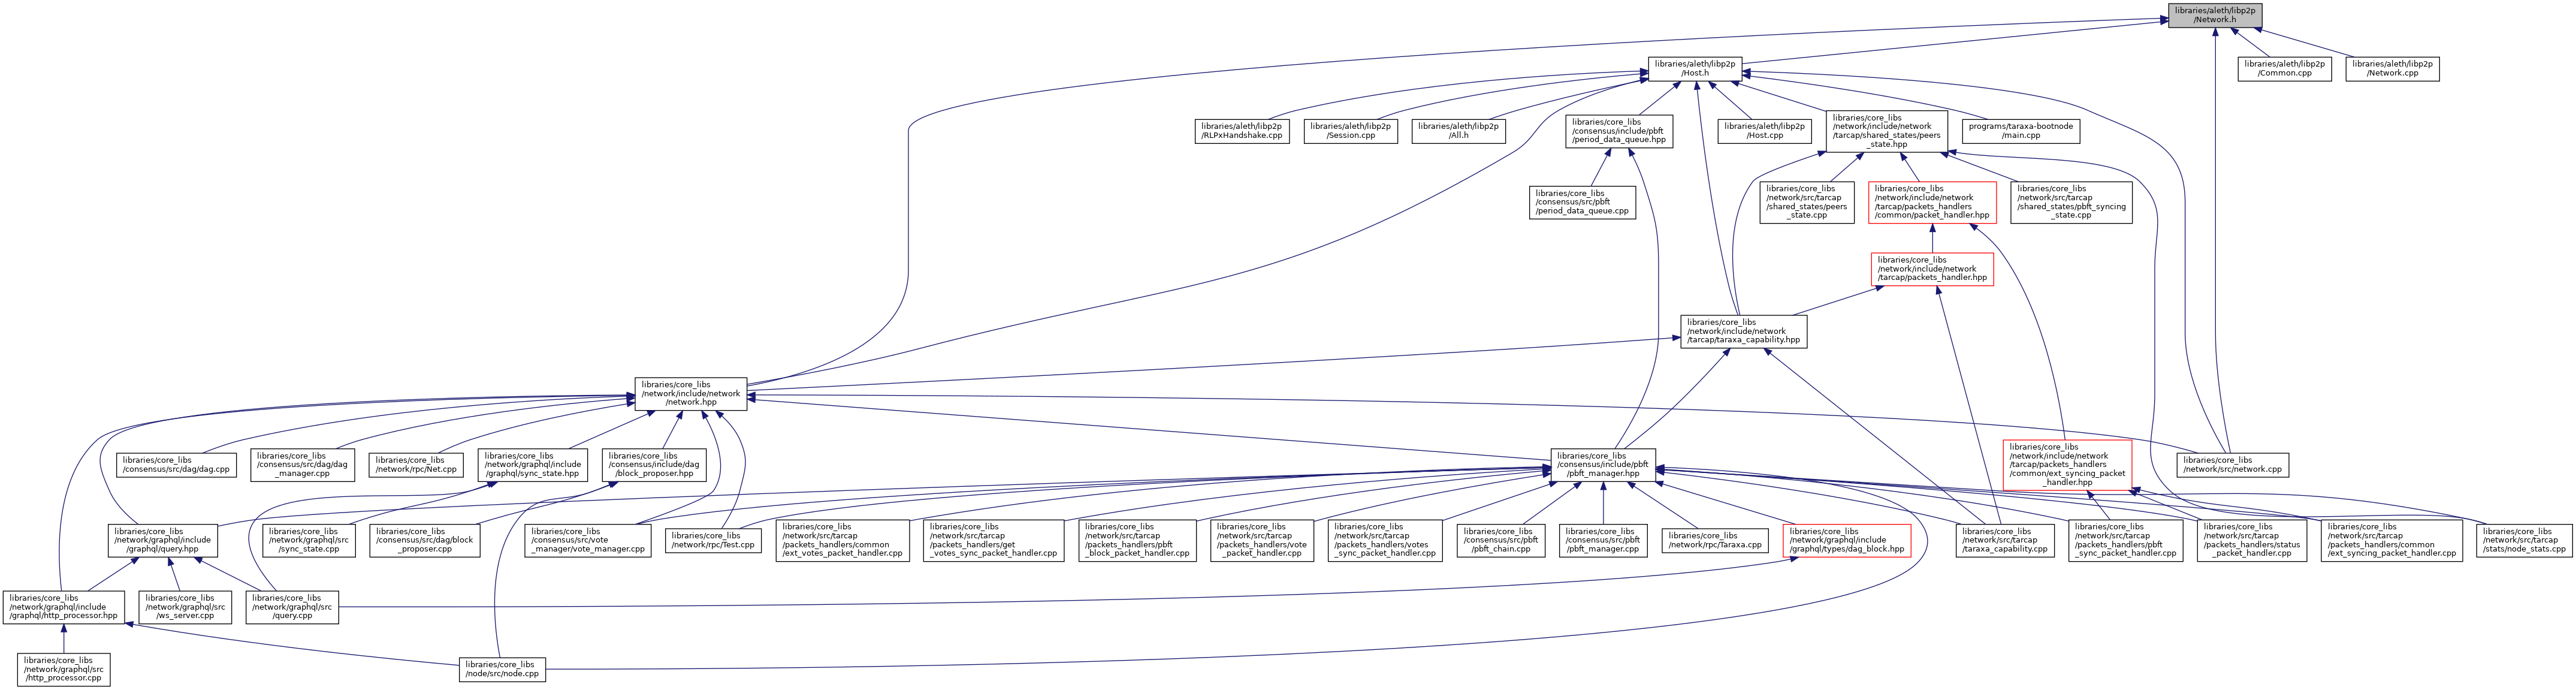 libraries/aleth/libp2p
/Network.h
libraries/aleth/libp2p
/Host.h
libraries/aleth/libp2p
/Common.cpp
libraries/aleth/libp2p
/Network.cpp
libraries/aleth/libp2p
/RLPxHandshake.cpp
libraries/aleth/libp2p
/Session.cpp
libraries/aleth/libp2p
/All.h
libraries/core_libs
/consensus/include/pbft
/period_data_queue.hpp
libraries/aleth/libp2p
/Host.cpp
libraries/core_libs
/network/include/network
/tarcap/shared_states/peers
_state.hpp
programs/taraxa-bootnode
/main.cpp
libraries/core_libs
/consensus/src/pbft
/period_data_queue.cpp
libraries/core_libs
/network/src/tarcap
/shared_states/peers
_state.cpp
libraries/core_libs
/network/include/network
/tarcap/packets_handlers
/common/packet_handler.hpp
libraries/core_libs
/network/src/tarcap
/shared_states/pbft_syncing
_state.cpp
libraries/core_libs
/network/include/network
/tarcap/packets_handler.hpp
libraries/core_libs
/network/include/network
/tarcap/taraxa_capability.hpp
libraries/core_libs
/network/include/network
/network.hpp
libraries/core_libs
/consensus/src/dag/dag.cpp
libraries/core_libs
/consensus/src/dag/dag
_manager.cpp
libraries/core_libs
/network/rpc/Net.cpp
libraries/core_libs
/network/graphql/include
/graphql/sync_state.hpp
libraries/core_libs
/consensus/include/dag
/block_proposer.hpp
libraries/core_libs
/consensus/include/pbft
/pbft_manager.hpp
libraries/core_libs
/network/include/network
/tarcap/packets_handlers
/common/ext_syncing_packet
_handler.hpp
libraries/core_libs
/network/src/network.cpp
libraries/core_libs
/network/graphql/include
/graphql/query.hpp
libraries/core_libs
/network/graphql/src
/sync_state.cpp
libraries/core_libs
/consensus/src/dag/block
_proposer.cpp
libraries/core_libs
/consensus/src/vote
_manager/vote_manager.cpp
libraries/core_libs
/network/rpc/Test.cpp
libraries/core_libs
/network/src/tarcap
/packets_handlers/common
/ext_votes_packet_handler.cpp
libraries/core_libs
/network/src/tarcap
/packets_handlers/get
_votes_sync_packet_handler.cpp
libraries/core_libs
/network/src/tarcap
/packets_handlers/pbft
_block_packet_handler.cpp
libraries/core_libs
/network/src/tarcap
/packets_handlers/vote
_packet_handler.cpp
libraries/core_libs
/network/src/tarcap
/packets_handlers/votes
_sync_packet_handler.cpp
libraries/core_libs
/consensus/src/pbft
/pbft_chain.cpp
libraries/core_libs
/consensus/src/pbft
/pbft_manager.cpp
libraries/core_libs
/network/rpc/Taraxa.cpp
libraries/core_libs
/network/graphql/include
/graphql/types/dag_block.hpp
libraries/core_libs
/network/src/tarcap
/taraxa_capability.cpp
libraries/core_libs
/network/src/tarcap
/packets_handlers/pbft
_sync_packet_handler.cpp
libraries/core_libs
/network/src/tarcap
/packets_handlers/status
_packet_handler.cpp
libraries/core_libs
/network/src/tarcap
/packets_handlers/common
/ext_syncing_packet_handler.cpp
libraries/core_libs
/network/src/tarcap
/stats/node_stats.cpp
libraries/core_libs
/network/graphql/include
/graphql/http_processor.hpp
libraries/core_libs
/network/graphql/src
/ws_server.cpp
libraries/core_libs
/network/graphql/src
/query.cpp
libraries/core_libs
/network/graphql/src
/http_processor.cpp
libraries/core_libs
/node/src/node.cpp